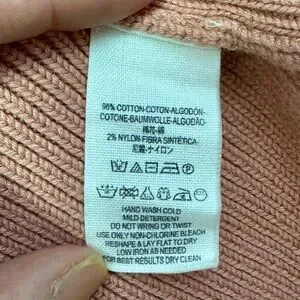 98% COTTON-COTON-ALGODON-
COTONE-BAUMWOLLE-ALGODÃO-
棉花-綿
2% NYLON-FIBRA SINTÉTICA-
尼龍-ナイロン
HAND WASH COLD
MILD DETERGENT
DO NOT WRING OR TWIST
USE ONLY NON-CHLORINE BLEACH
RESHAPE & LAY FLAT TO DRY
LOW IRON AS NEEDED
FOR BEST RESULTS DRY CLEAN